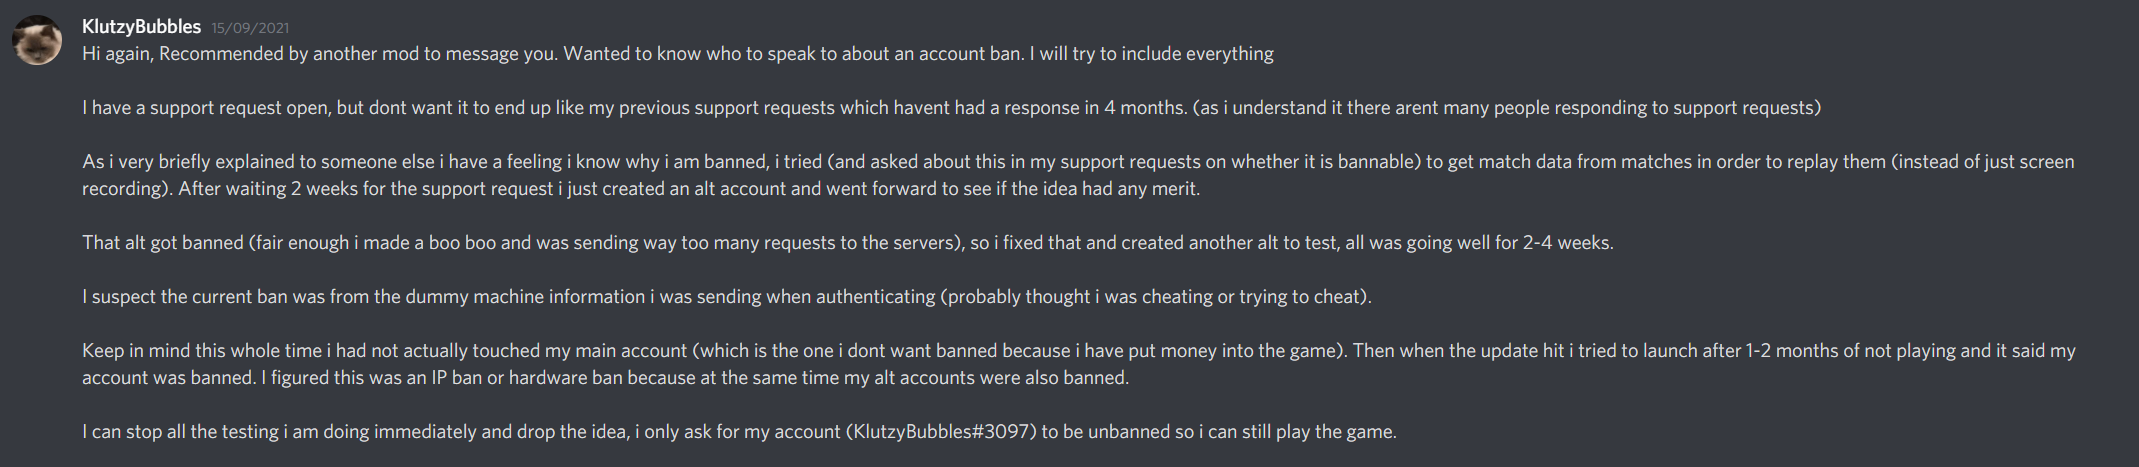 KlutzyBubbles 15/09/2021
Hi again, Recommended by another mod to message you. Wanted to know who to speak to about an account ban. I will try to include everything
I have a support request open, but dont want it to end up like my previous support requests which havent had a response in 4 months. (as i understand it there arent many people responding to support requests)
As i very briefly explained to someone else i have a feeling i know why i am banned, i tried (and asked about this in my support requests on whether it is bannable) to get match data from matches in order to replay them (instead of just screen
recording). After waiting 2 weeks for the support request i just created an alt account and went forward to see if the idea had any merit.
That alt got banned (fair enough i made a boo boo and was sending way too many requests to the servers), so i fixed that and created another alt to test, all was going well for 2-4 weeks.
I suspect the current ban was from the dummy machine information i was sending when authenticating (probably thought i was cheating or trying to cheat).
Keep in mind this whole time i had not actually touched my main account (which is the one i dont want banned because i have put money into the game). Then when the update hit i tried to launch after 1-2 months of not playing and it said my
account was banned. I figured this was an IP ban or hardware ban because at the same time my alt accounts were also banned.
I can stop all the testing i am doing immediately and drop the idea, i only ask for my account (KlutzyBubbles#3097) to be unbanned so i can still play the game.